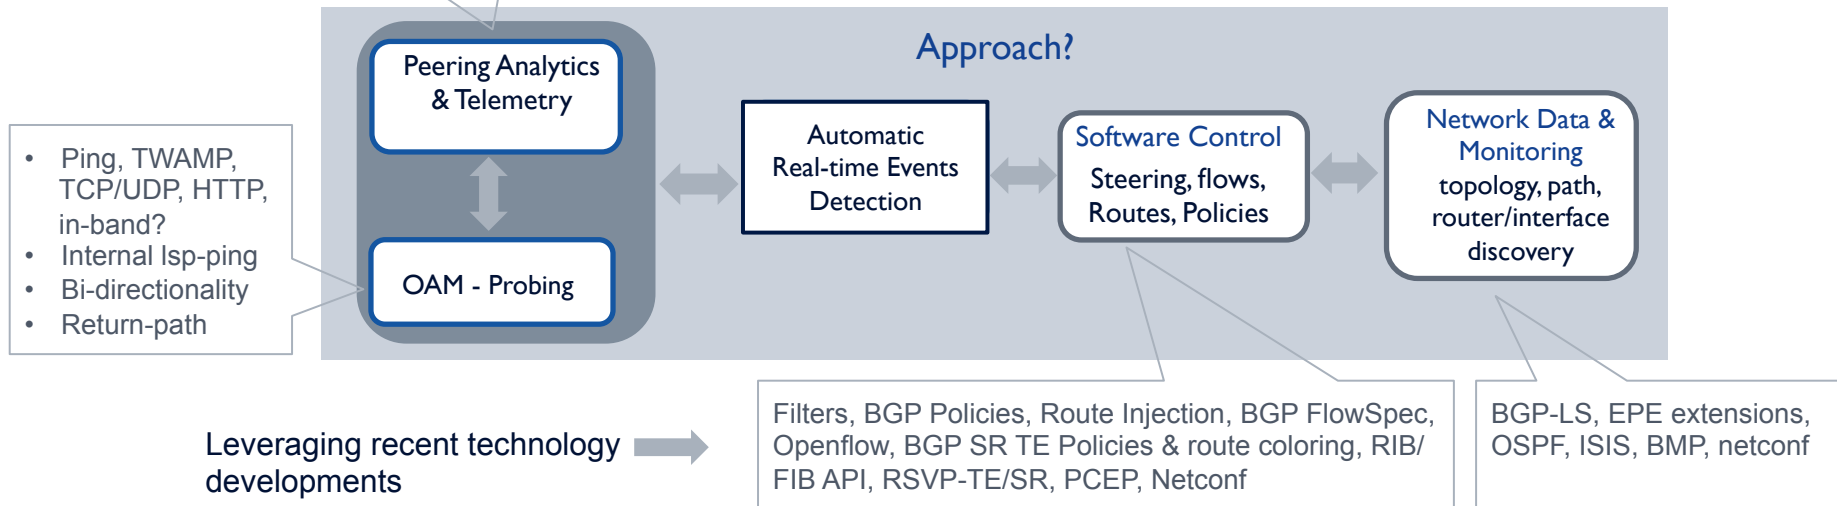 Approach?
Peering Analytics
& Telemetry
OAM - Probing
Automatic
Real-time Events
Detection
Software Control
Steering, flows,
Routes, Policies
Network Data &
Monitoring
topology, path,
router/interface
discovery
• Ping, TWAMP,
TCP/UDP, HTTP,
in-band?
• Internal lsp-ping
• Bi-directionality
• Return-path
Leveraging recent technology
developments
Filters, BGP Policies, Route Injection, BGP FlowSpec,
Openflow, BGP SR TE Policies & route coloring, RIB/
FIB API, RSVP-TE/SR, PCEP, Netconf
BGP-LS, EPE extensions,
OSPF, ISIS, BMP, netconf